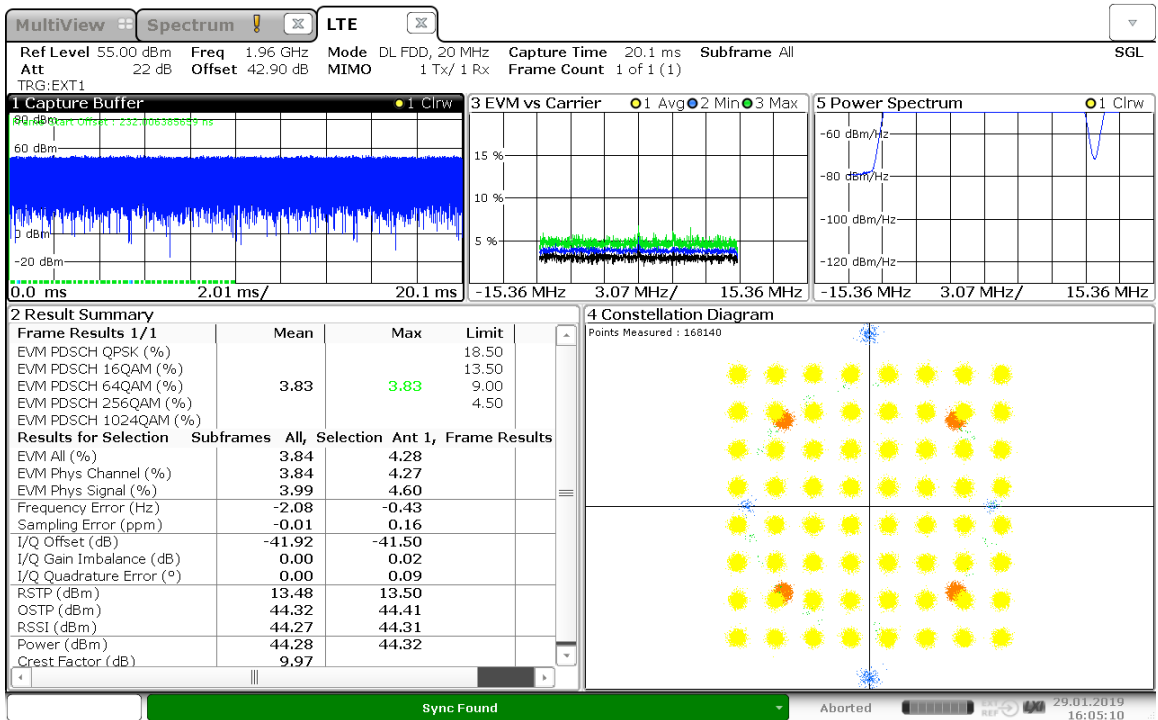 MultiView Spectrum ! LTE
Ref Level 55.00 dBm Freq 1.96 GHz Mode DL FDD, 20 MHz Capture Time 20.1 ms Subframe All SGL
Att 22 dB Offset 42.90 dB MIMO 1 Tx/ 1 Rx Frame Count 1 of 1 (1)
TRG:EXT1
1 Capture Buffer 1 Clrw
80 dBm
Frame Start Offset : 232.006385659 ns
60 dBm
0 dBm
-20 dBm
0.0 ms 2.01 ms/ 20.1 ms
3 EVM vs Carrier 1 Avg 2 Min 3 Max
15 %
10 %
5 %
-15.36 MHz 3.07 MHz/ 15.36 MHz
5 Power Spectrum 1 Clrw
-60 dBm/Hz
-80 dBm/Hz
-100 dBm/Hz
-120 dBm/Hz
-15.36 MHz 3.07 MHz/ 15.36 MHz
2 Result Summary
Frame Results 1/1 Mean Max Limit
EVM PDSCH QPSK (%) 18.50
EVM PDSCH 16QAM (%) 13.50
EVM PDSCH 64QAM (%) 3.83 3.83 9.00
EVM PDSCH 256QAM (%) 4.50
EVM PDSCH 1024QAM (%)
Results for Selection Subframes All, Selection Ant 1, Frame Results
EVM All (%) 3.84 4.28
EVM Phys Channel (%) 3.84 4.27
EVM Phys Signal (%) 3.99 4.60
Frequency Error (Hz) -2.08 -0.43
Sampling Error (ppm) -0.01 0.16
I/Q Offset (dB) -41.92 -41.50
I/Q Gain Imbalance (dB) 0.00 0.02
I/Q Quadrature Error (°) 0.00 0.09
RSTP (dBm) 13.48 13.50
OSTP (dBm) 44.32 44.41
RSSI (dBm) 44.27 44.31
Power (dBm) 44.28 44.32
Crest Factor (dB) 9.97
4 Constellation Diagram
Points Measured : 168140
Sync Found
Aborted
EXT
REF
LXI
29.01.2019
16:05:10